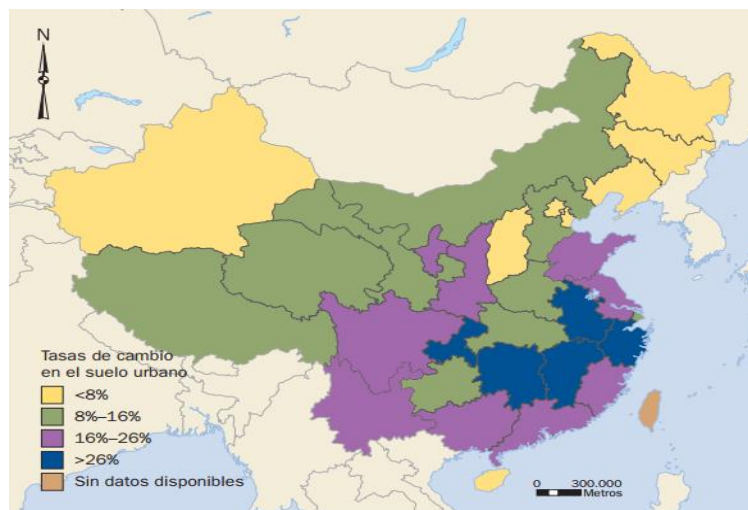 N
Tasas de cambio
en el suelo urbano
<8%
8%–16%
16%–26%
>26%
Sin datos disponibles
0 300.000
Metros